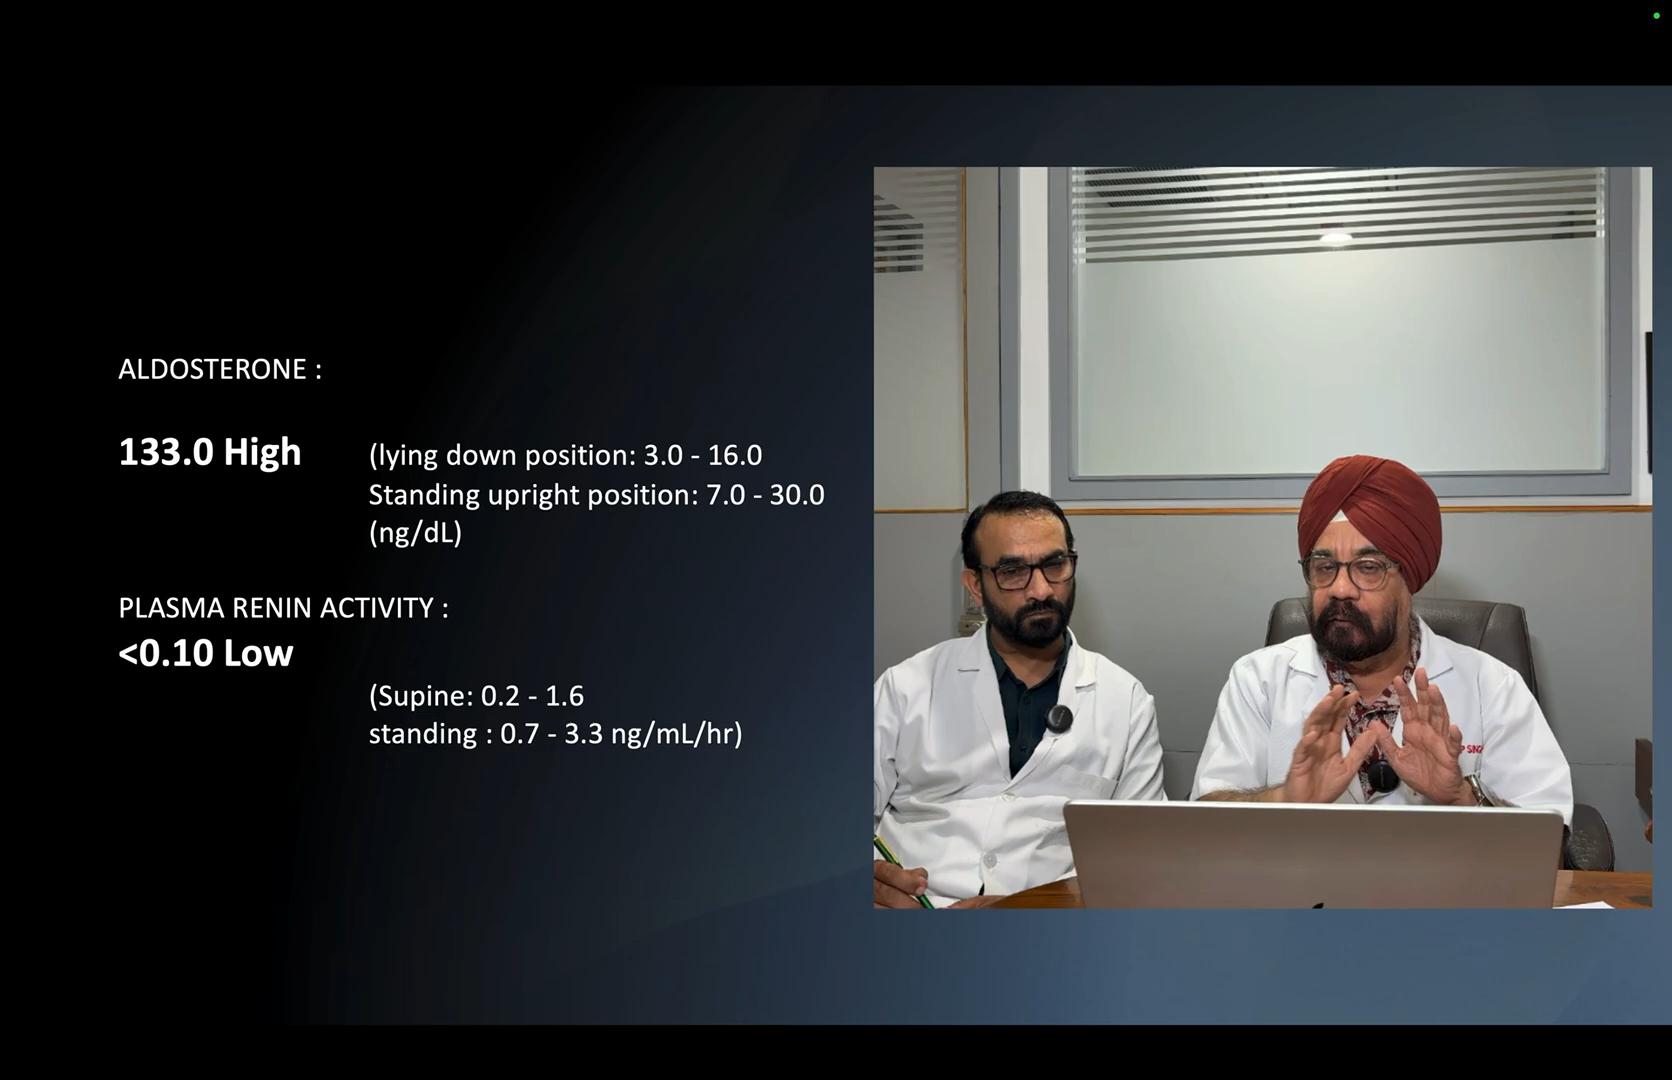 ALDOSTERONE :
133.0 High
(lying down position: 3.0 - 16.0
Standing upright position: 7.0 - 30.0
(ng/dL)
PLASMA RENIN ACTIVITY :
<0.10 Low
(Supine: 0.2 - 1.6
standing : 0.7 - 3.3 ng/mL/hr)